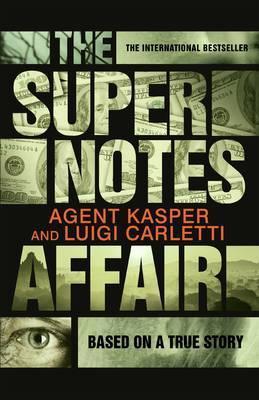 THE
THE INTERNATIONAL BESTSELLER
SUPER
NOTES
AGENT KASPER
AND LUIGI CARLETTI
AFFAIR
BASED ON A TRUE STORY